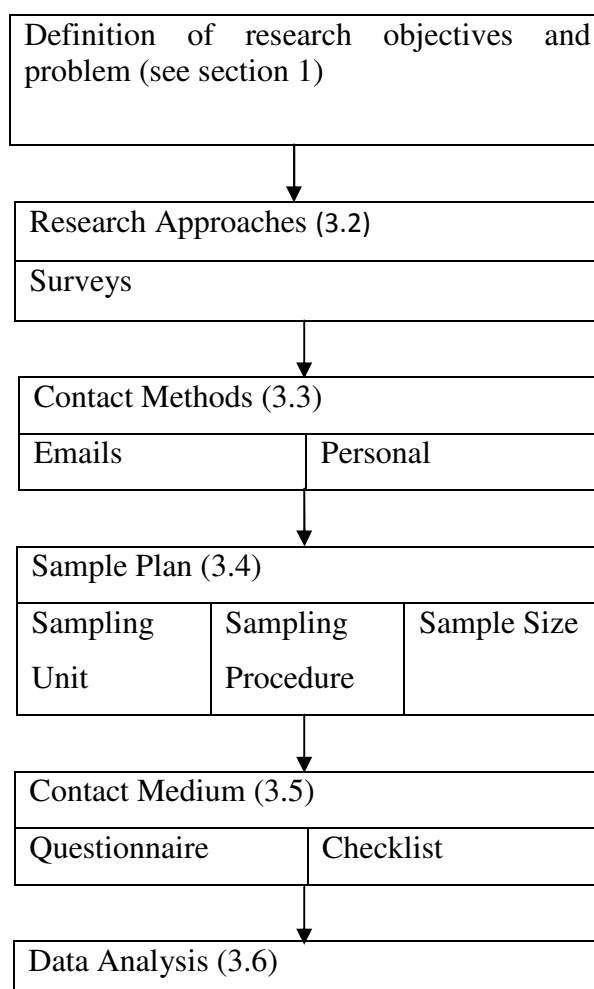 Definition of research objectives and
problem (see section 1)
Research Approaches (3.2)
Surveys
Contact Methods (3.3)
Emails
Personal
Sample Plan (3.4)
Sampling
Unit
Sampling
Procedure
Sample Size
Contact Medium (3.5)
Questionnaire
Checklist
Data Analysis (3.6)